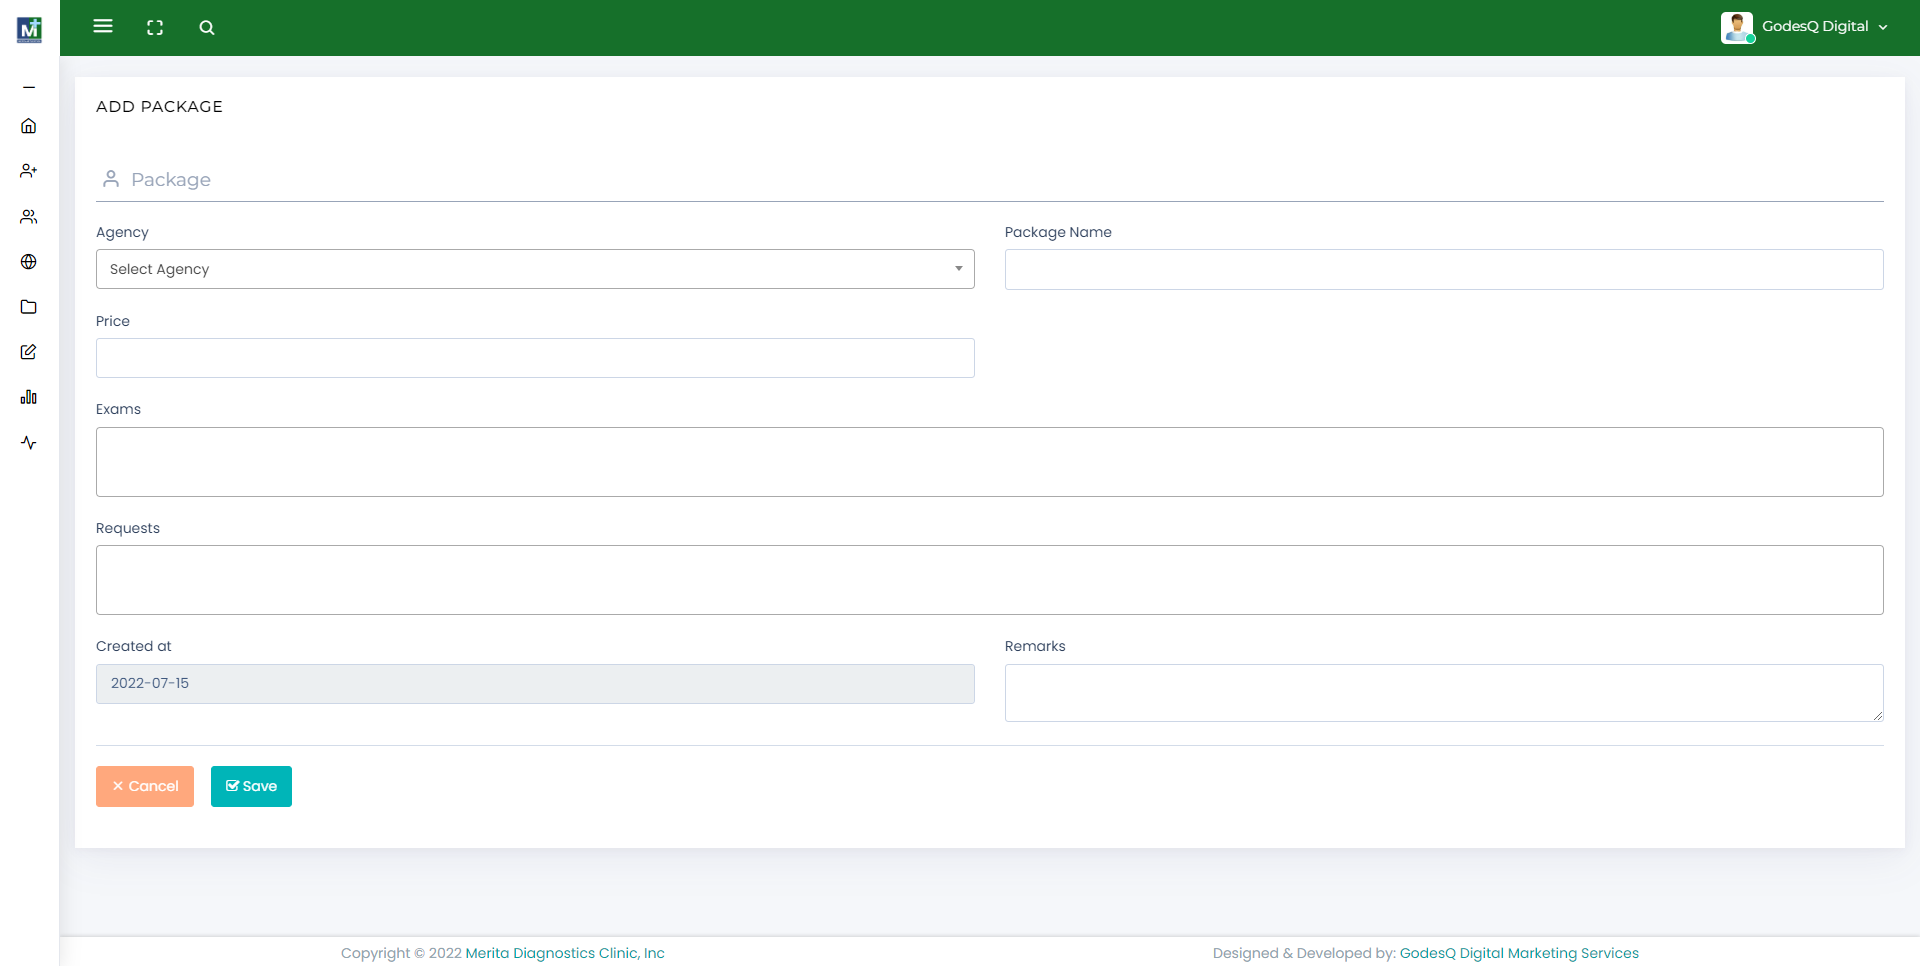 M
GodesQ Digital
ADD PACKAGE
Package
Agency
Package Name
Select Agency
Price
Exams
Requests
Created at
Remarks
2022-07-15
Cancel
Save
Copyright © 2022 Merita Diagnostics Clinic, Inc
Designed & Developed by: GodesQ Digital Marketing Services